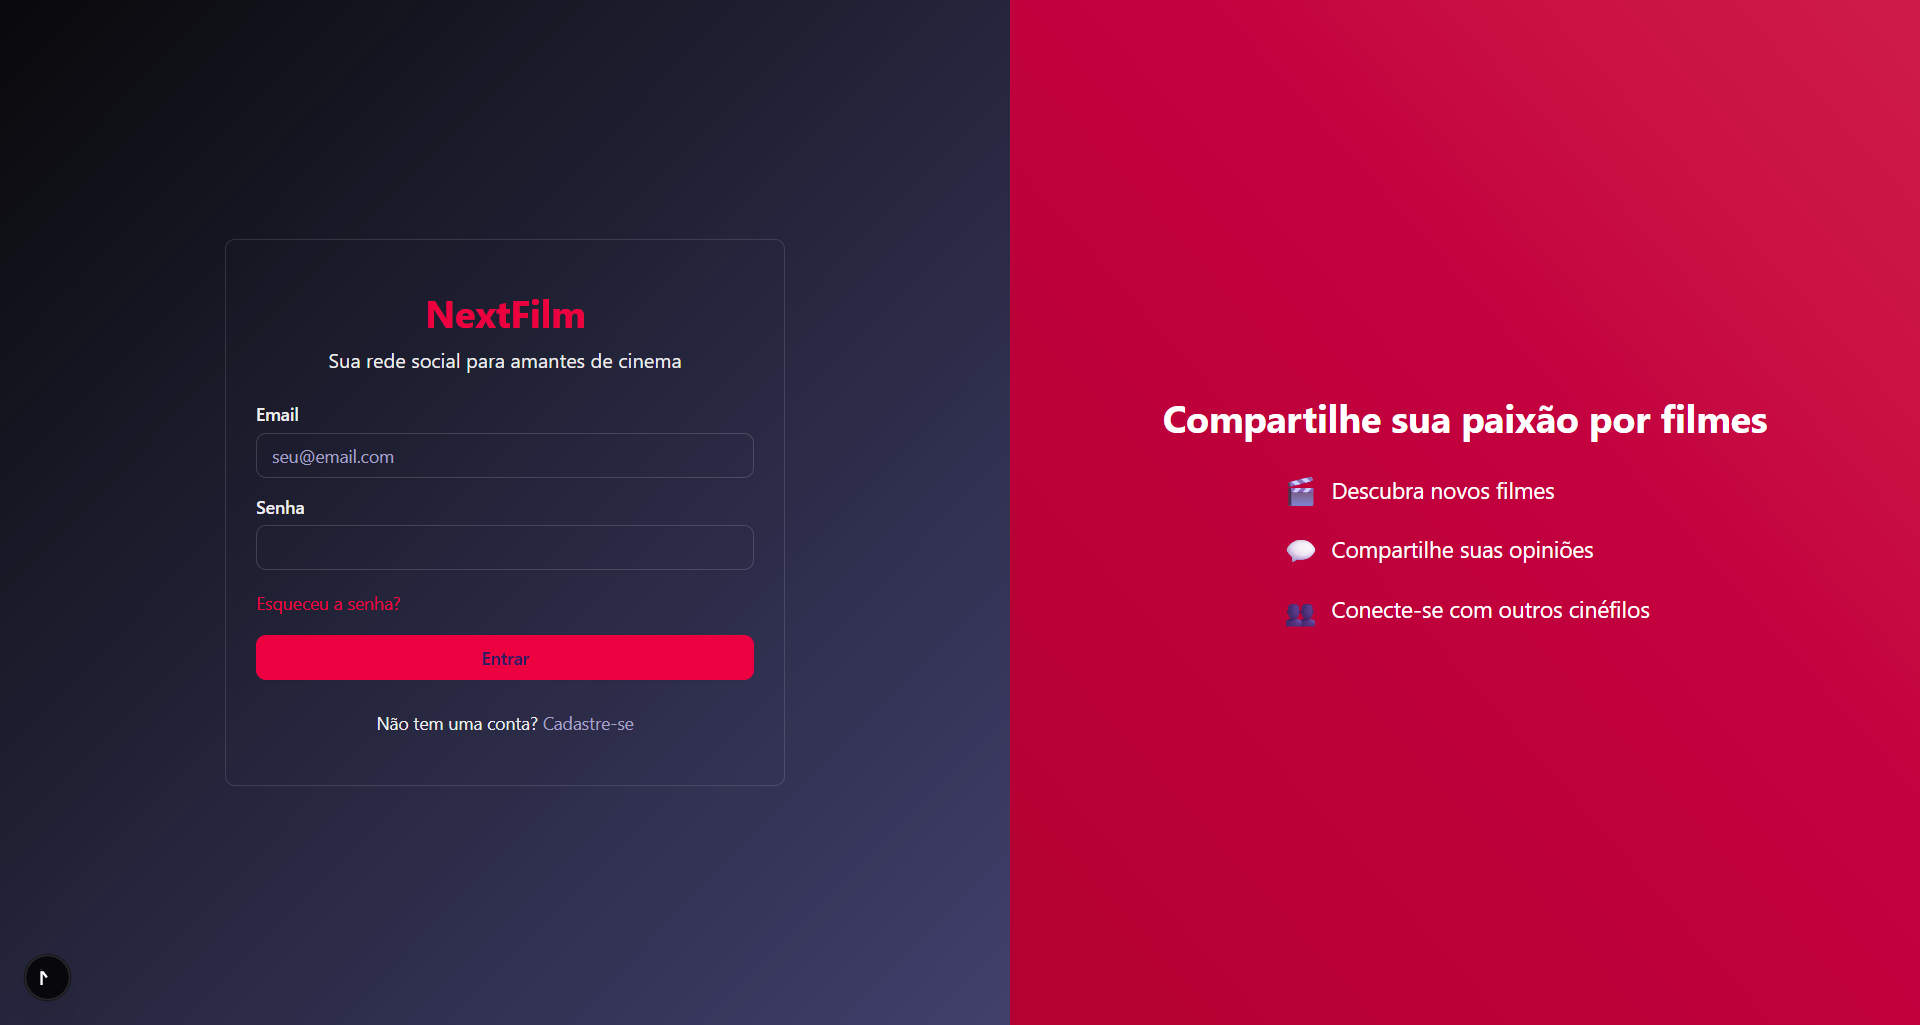 NextFilm
Sua rede social para amantes de cinema
Email
seu@email.com
Senha
Esqueceu a senha?
Entrar
Não tem uma conta? Cadastre-se
Compartilhe sua paixão por filmes
Descubra novos filmes
Compartilhe suas opiniões
Conecte-se com outros cinéfilos